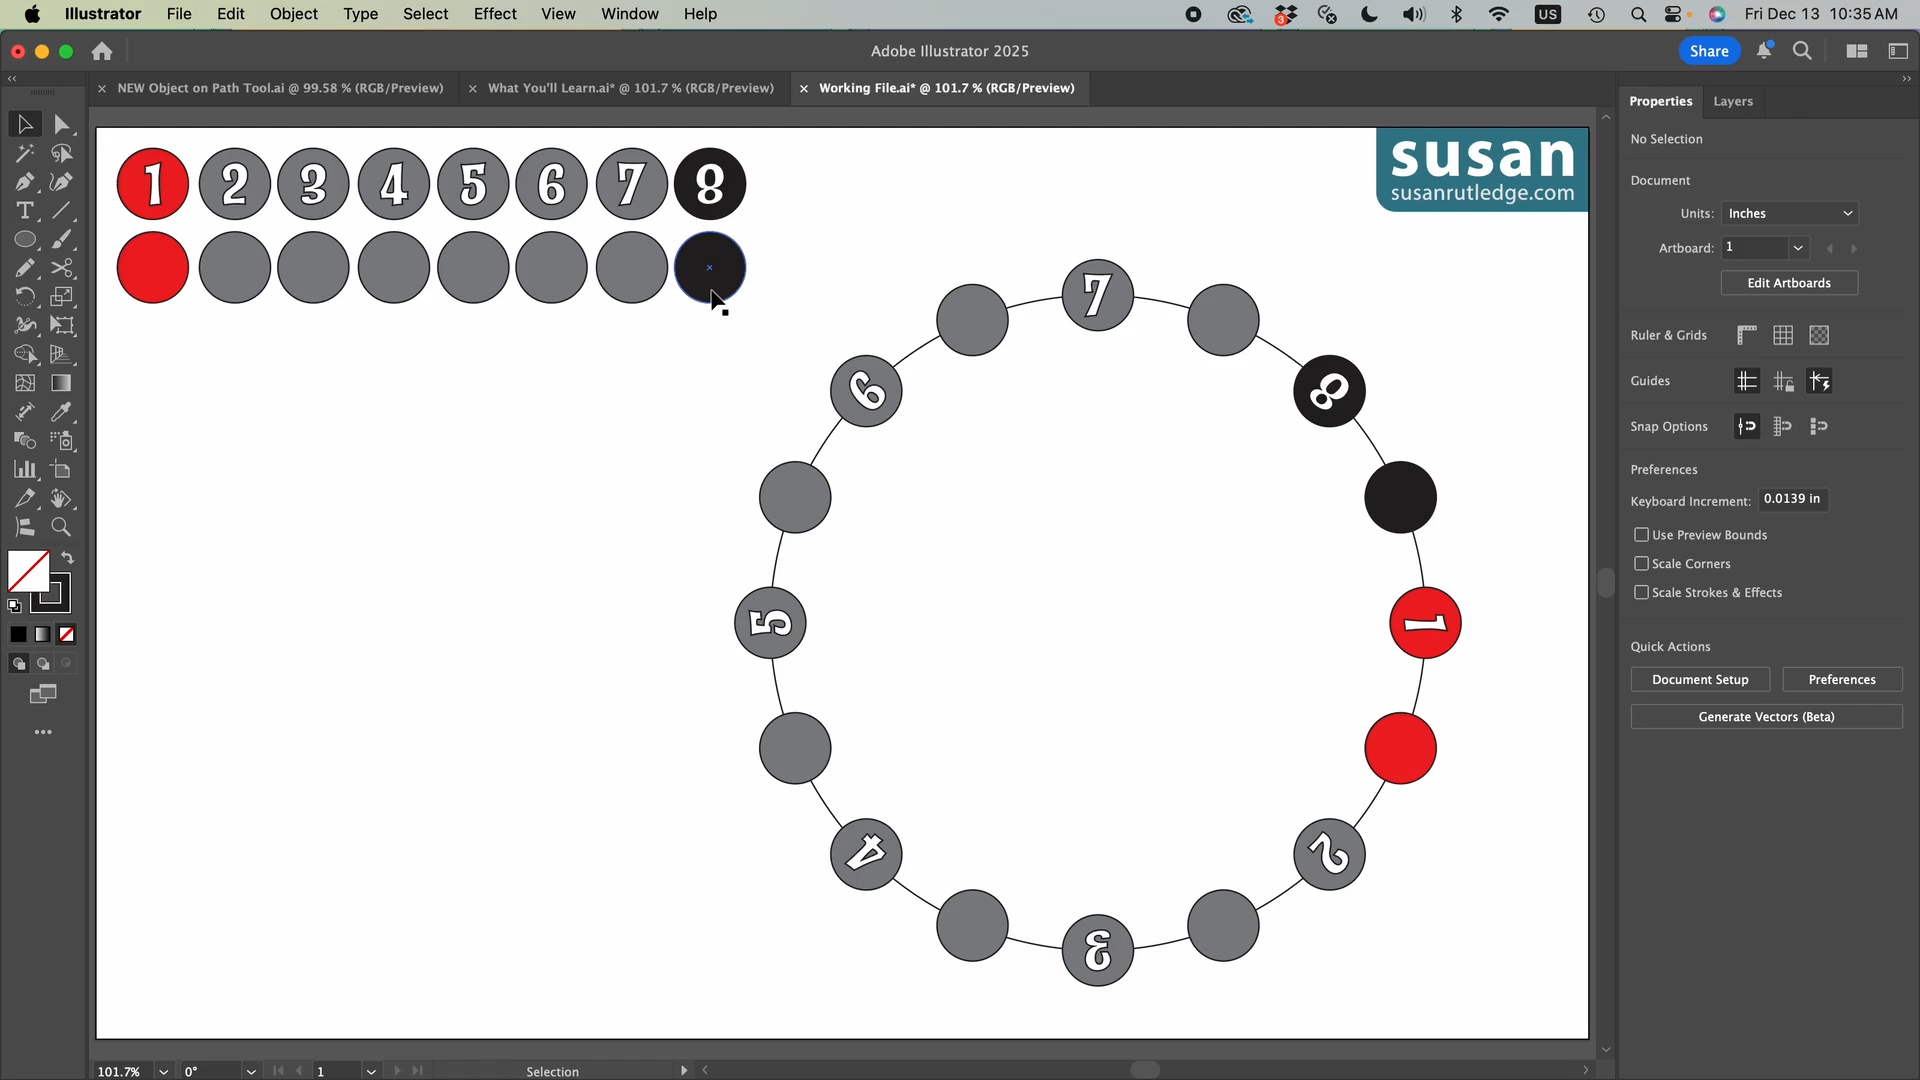 Illustrator File Edit Object Type Select Effect View Window Help
3 US Fri Dec 13 10:35 AM
Adobe Illustrator 2025
Share
NEW Object on Path Tool.ai @ 99.58 % (RGB/Preview)
What You'll Learn.ai* @ 101.7 % (RGB/Preview)
Working File.ai* @ 101.7 % (RGB/Preview)
1 2 3 4 5 6 7 8
susan
susanrutledge.com
7
6
8
5
1
4
2
3
Properties Layers
No Selection
Document
Units: Inches
Artboard: 1
Edit Artboards
Ruler & Grids
Guides
Snap Options
Preferences
Keyboard Increment: 0.0139 in
Use Preview Bounds
Scale Corners
Scale Strokes & Effects
Quick Actions
Document Setup Preferences
Generate Vectors (Beta)
101.7% 0° 1 Selection